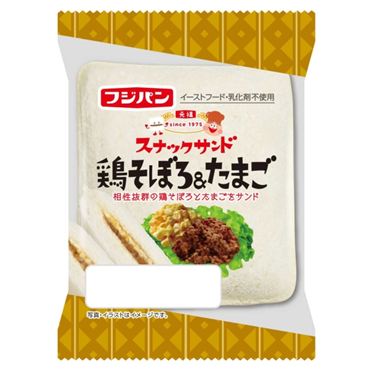 フジパン
イーストフード・乳化剤不使用
元祖
since 1975
スナックサンド
鶏そぼろ&たまご
相性抜群の鶏そぼろとたまごをサンド
写真・イラストはイメージです。